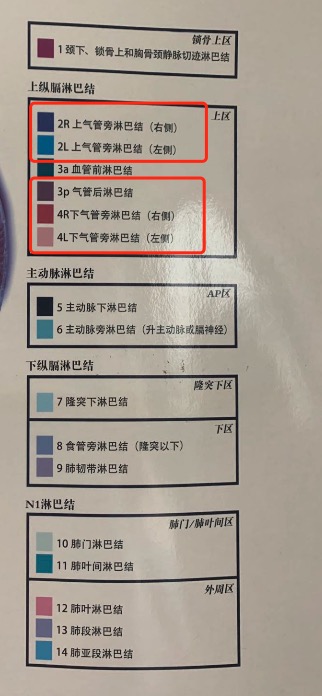 锁骨上区
1 颏下、锁骨上和胸骨颈静脉切迹淋巴结
上纵膈淋巴结
上区
2R 上气管旁淋巴结（右侧）
2L 上气管旁淋巴结（左侧）
3a 血管前淋巴结
3p 气管后淋巴结
4R下气管旁淋巴结（右侧）
4L下气管旁淋巴结（左侧）
主动脉淋巴结
AP区
5 主动脉下淋巴结
6 主动脉旁淋巴结（升主动脉或膈神经）
下纵膈淋巴结
隆突下区
7 隆突下淋巴结
下区
8 食管旁淋巴结（隆突以下）
9 肺韧带淋巴结
N1淋巴结
肺门/肺叶间区
10 肺门淋巴结
11 肺叶间淋巴结
外周区
12 肺叶淋巴结
13 肺段淋巴结
14 肺亚段淋巴结